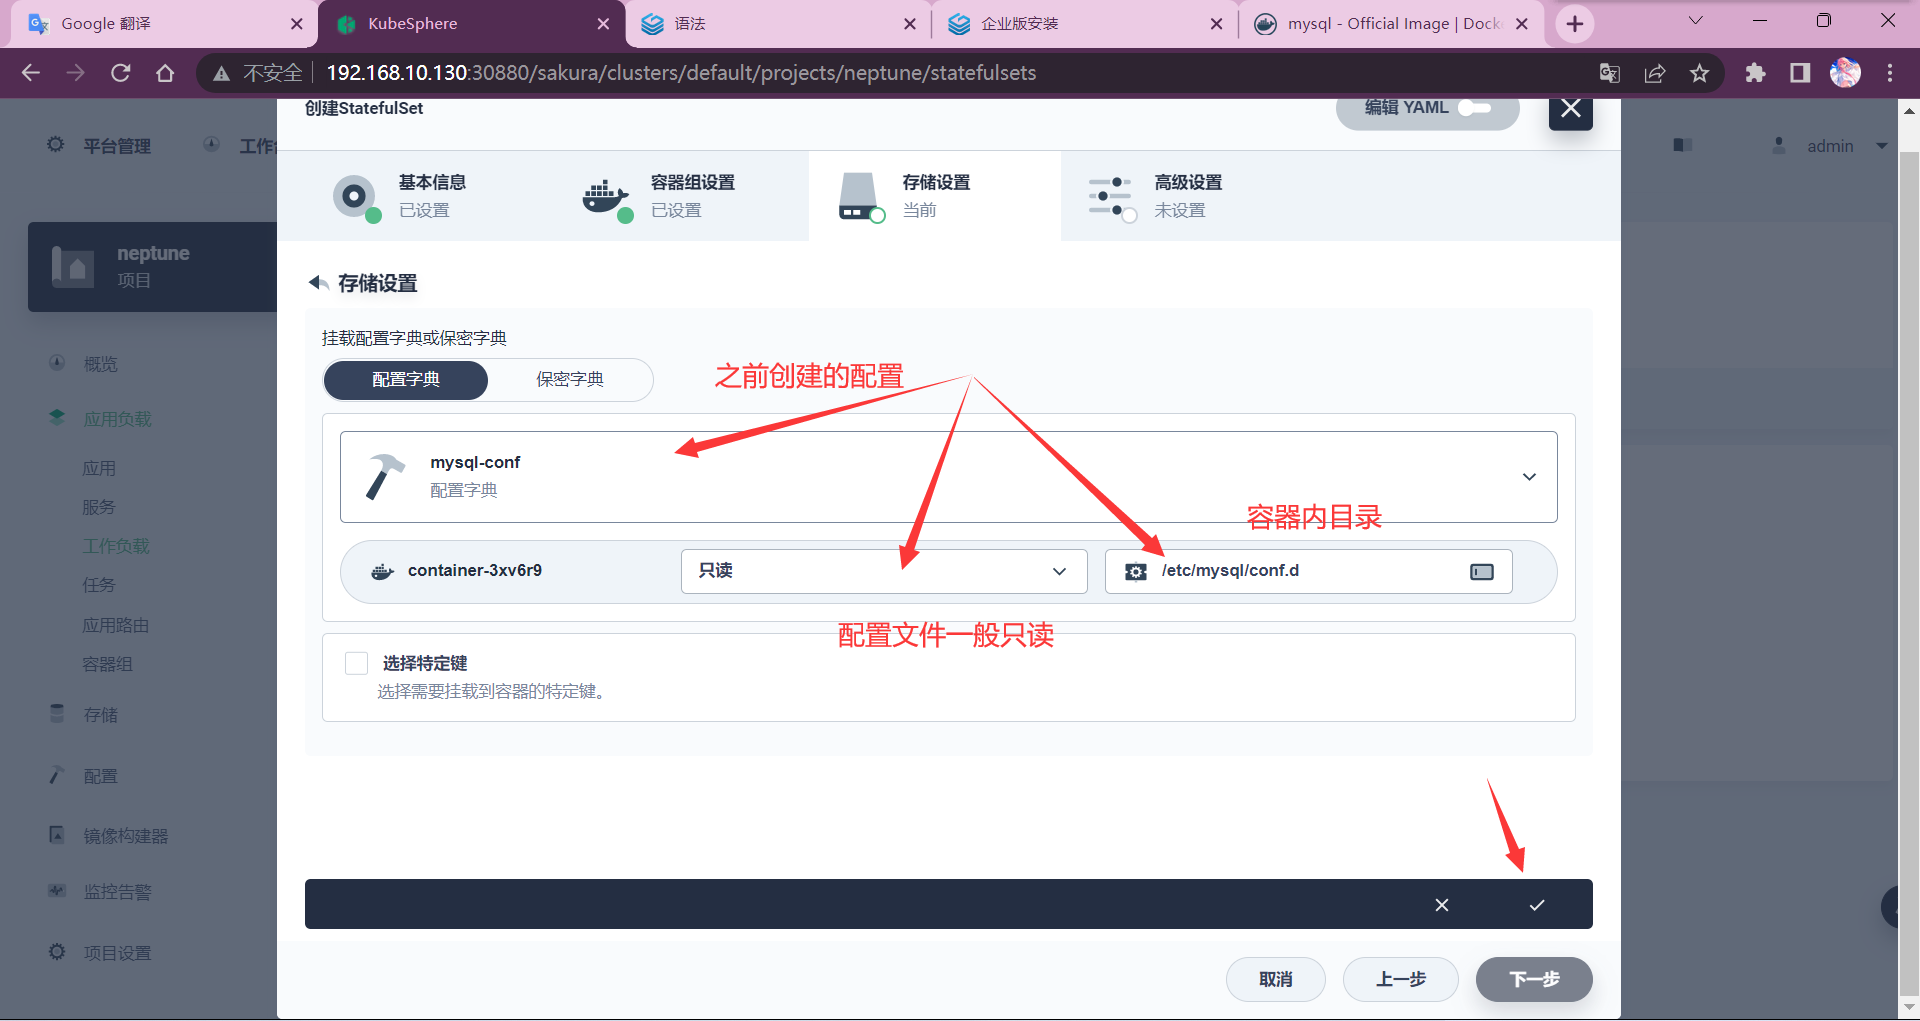 Google 翻译
KubeSphere
语法
企业版安装
mysql - Official Image | Dock
不安全
192.168.10.130:30880/sakura/clusters/default/projects/neptune/statefulsets
创建StatefulSet
编辑 YAML
平台管理
工作
admin
基本信息
已设置
容器组设置
已设置
存储设置
当前
高级设置
未设置
neptune
项目
存储设置
挂载配置字典或保密字典
配置字典
保密字典
之前创建的配置
概览
应用负载
应用
服务
工作负载
任务
应用路由
容器组
存储
配置
镜像构建器
监控告警
项目设置
mysql-conf
配置字典
容器内目录
container-3xv6r9
只读
/etc/mysql/conf.d
配置文件一般只读
选择特定键
选择需要挂载到容器的特定键。
取消
上一步
下一步